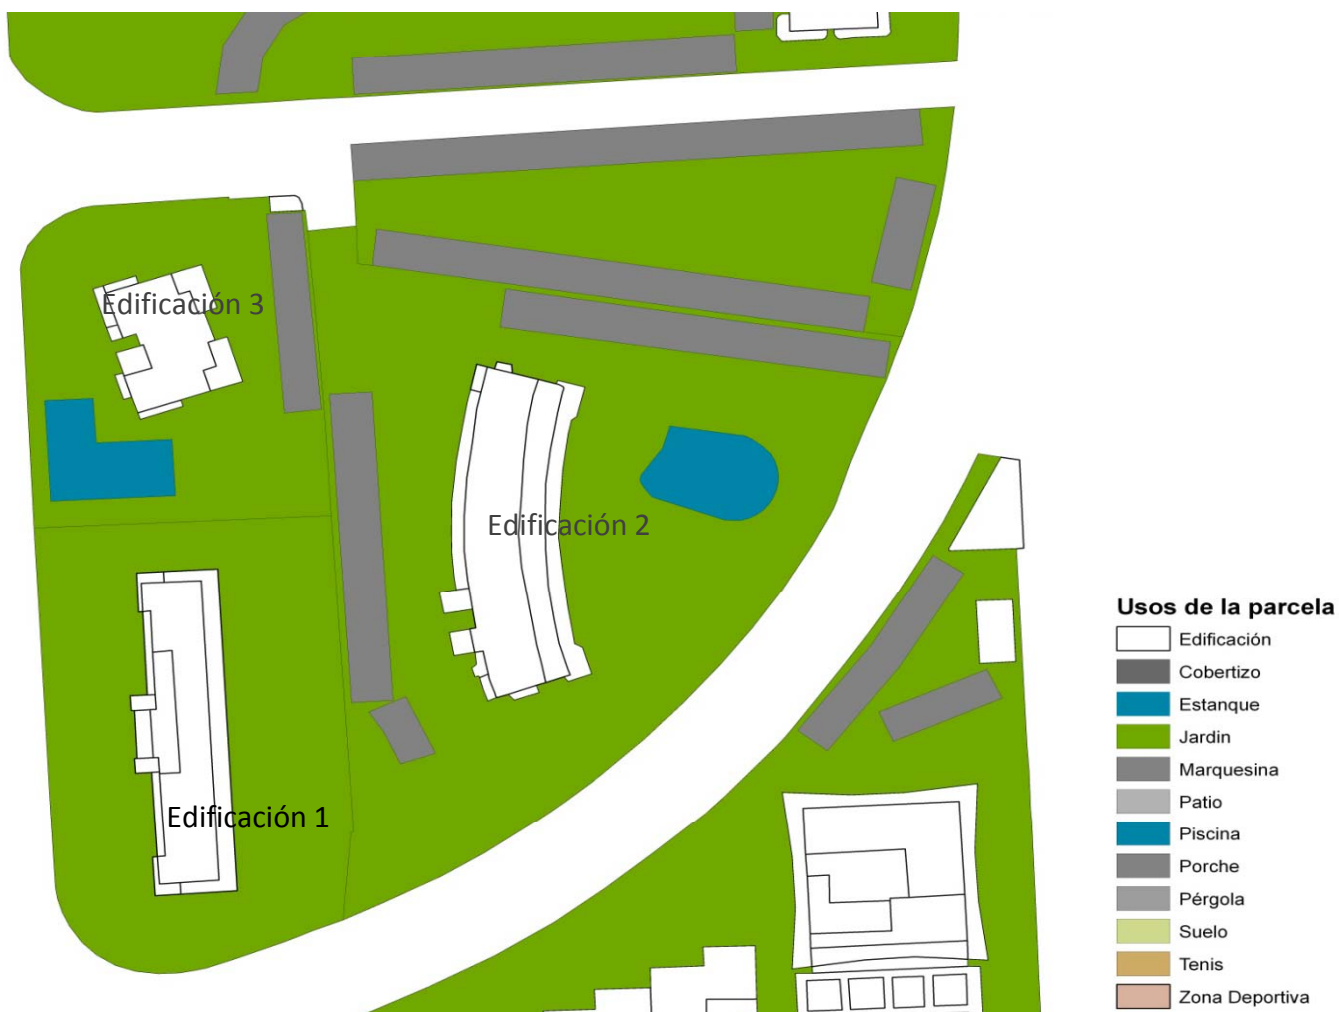 Edificación 3
Edificación 2
Edificación 1
Usos de la parcela
Edificación
Cobertizo
Estanque
Jardin
Marquesina
Patio
Piscina
Porche
Pérgola
Suelo
Tenis
Zona Deportiva